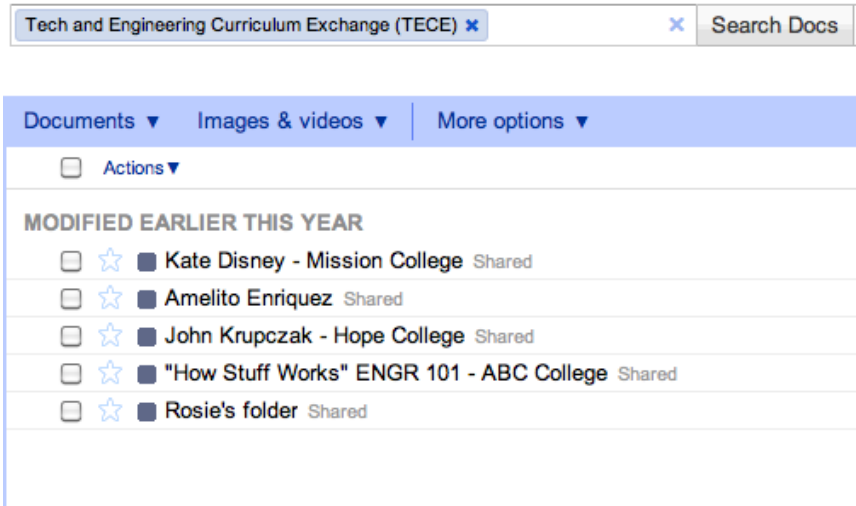 Tech and Engineering Curriculum Exchange (TECE) × × Search Docs
Documents ▼ Images & videos ▼ More options ▼
Actions▼
MODIFIED EARLIER THIS YEAR
Kate Disney - Mission College Shared
Amelito Enriquez Shared
John Krupczak - Hope College Shared
"How Stuff Works" ENGR 101 - ABC College Shared
Rosie's folder Shared